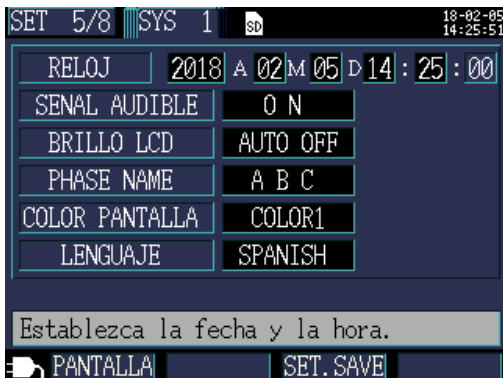 SET 5/8 SYS 1 SD 18-02-05
14:25:51
RELOJ 2018 A 02 M 05 D 14 : 25 : 00
SENAL AUDIBLE ON
BRILLO LCD AUTO OFF
PHASE NAME A B C
COLOR PANTALLA COLOR1
LENGUAJE SPANISH
Establezca la fecha y la hora.
PANTALLA SET.SAVE